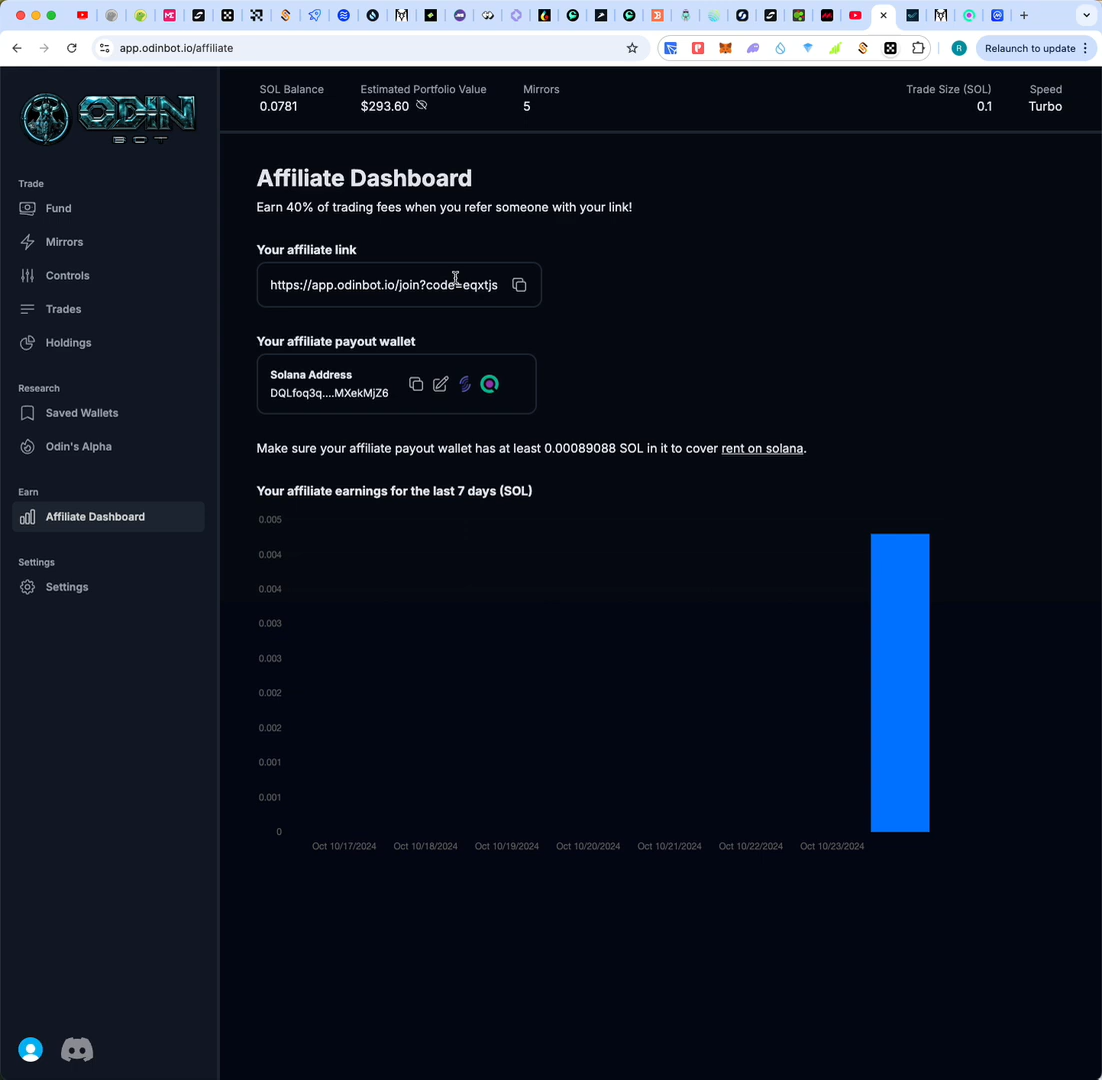 app.odinbot.io/affiliate
R
Relaunch to update
ODIN
BOT
SOL Balance
0.0781
Estimated Portfolio Value
$293.60
Mirrors
5
Trade Size (SOL)
0.1
Speed
Turbo
Trade
Fund
Mirrors
Controls
Trades
Holdings
Research
Saved Wallets
Odin's Alpha
Earn
Affiliate Dashboard
Settings
Settings
Affiliate Dashboard
Earn 40% of trading fees when you refer someone with your link!
Your affiliate link
https://app.odinbot.io/join?code=eqxtjs
Your affiliate payout wallet
Solana Address
DQLfoq3q....MXekMjZ6
Make sure your affiliate payout wallet has at least 0.00089088 SOL in it to cover rent on solana.
Your affiliate earnings for the last 7 days (SOL)
0.005
0.004
0.004
0.003
0.003
0.002
0.002
0.001
0.001
0
Oct 10/17/2024
Oct 10/18/2024
Oct 10/19/2024
Oct 10/20/2024
Oct 10/21/2024
Oct 10/22/2024
Oct 10/23/2024